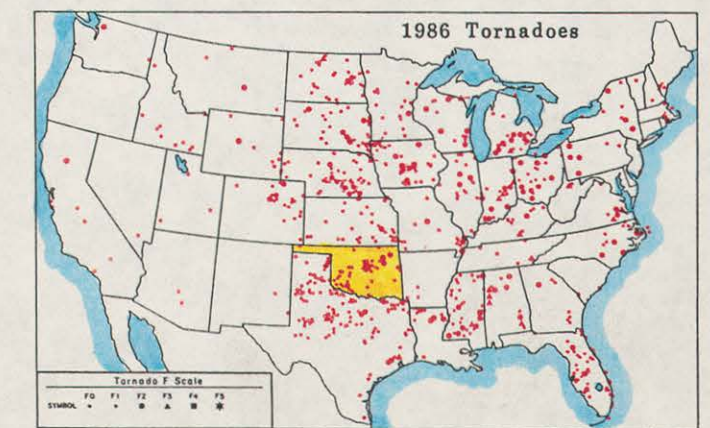 1986 Tornadoes
Tornado F Scale
F0 F1 F2 F3 F4 F5
SYMBOL